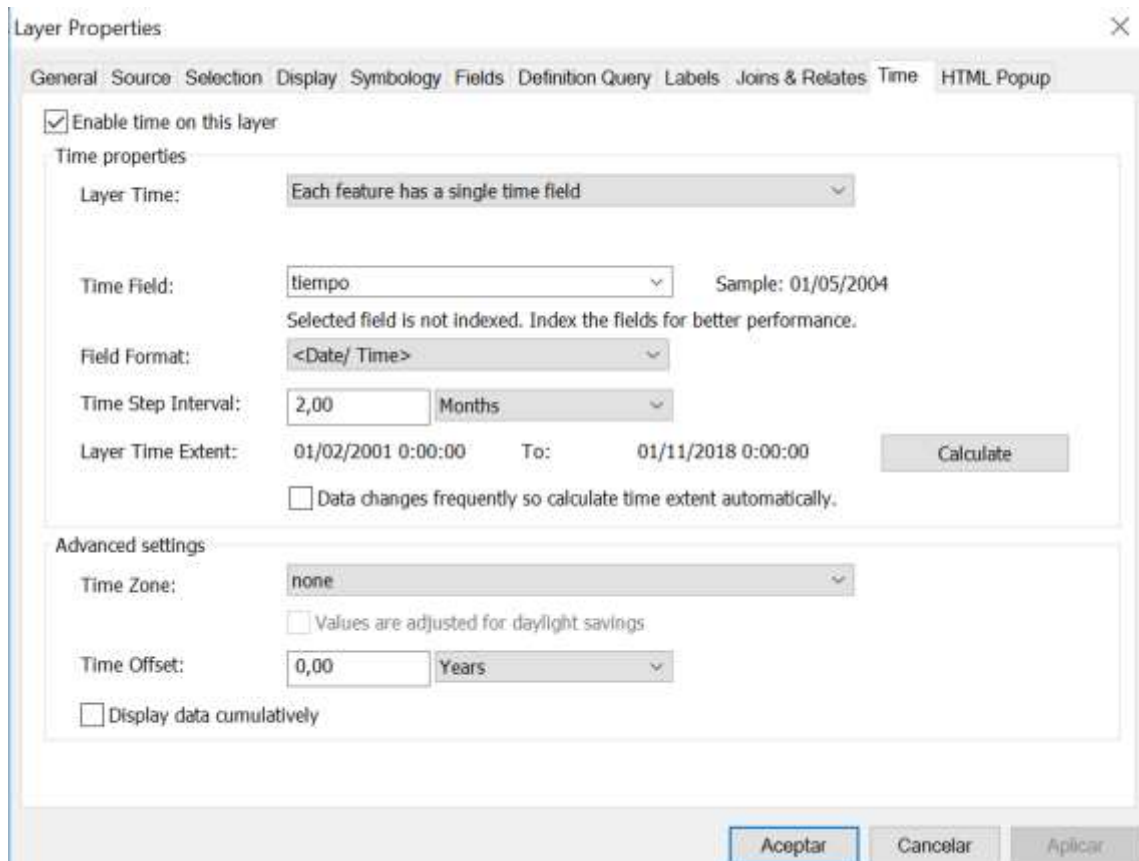 Layer Properties
General Source Selection Display Symbology Fields Definition Query Labels Joins & Relates Time HTML Popup
Enable time on this layer
Time properties
Layer Time: Each feature has a single time field
Time Field: tiempo Sample: 01/05/2004
Selected field is not indexed. Index the fields for better performance.
Field Format: <Date/ Time>
Time Step Interval: 2,00 Months
Layer Time Extent: 01/02/2001 0:00:00 To: 01/11/2018 0:00:00 Calculate
Data changes frequently so calculate time extent automatically.
Advanced settings
Time Zone: none
Values are adjusted for daylight savings
Time Offset: 0,00 Years
Display data cumulatively
Aceptar Cancelar Aplicar